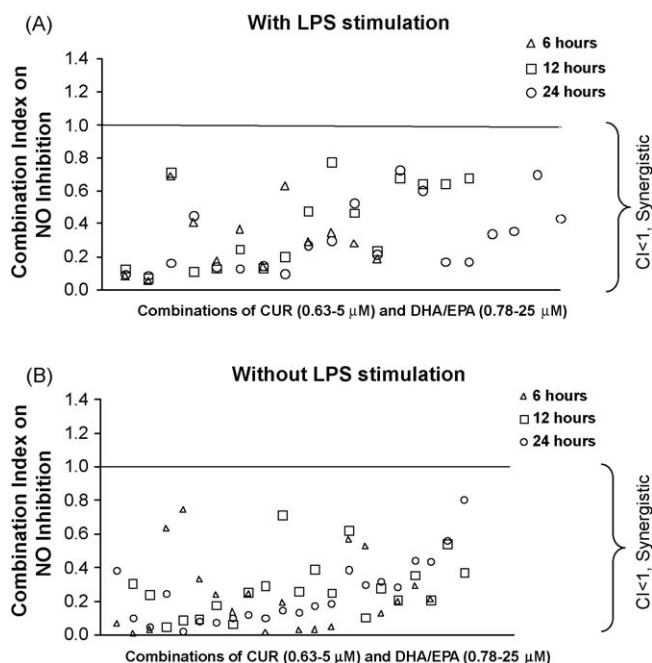 (A)
With LPS stimulation
6 hours
12 hours
24 hours
Combination Index on
NO Inhibition
1.4
1.2
1.0
0.8
0.6
0.4
0.2
0.0
CI<1, Synergistic
Combinations of CUR (0.63-5 μM) and DHA/EPA (0.78-25 μM)
(B)
Without LPS stimulation
6 hours
12 hours
24 hours
Combination Index on
NO Inhibition
1.4
1.2
1.0
0.8
0.6
0.4
0.2
0.0
CI<1, Synergistic
Combinations of CUR (0.63-5 μM) and DHA/EPA (0.78-25 μM)